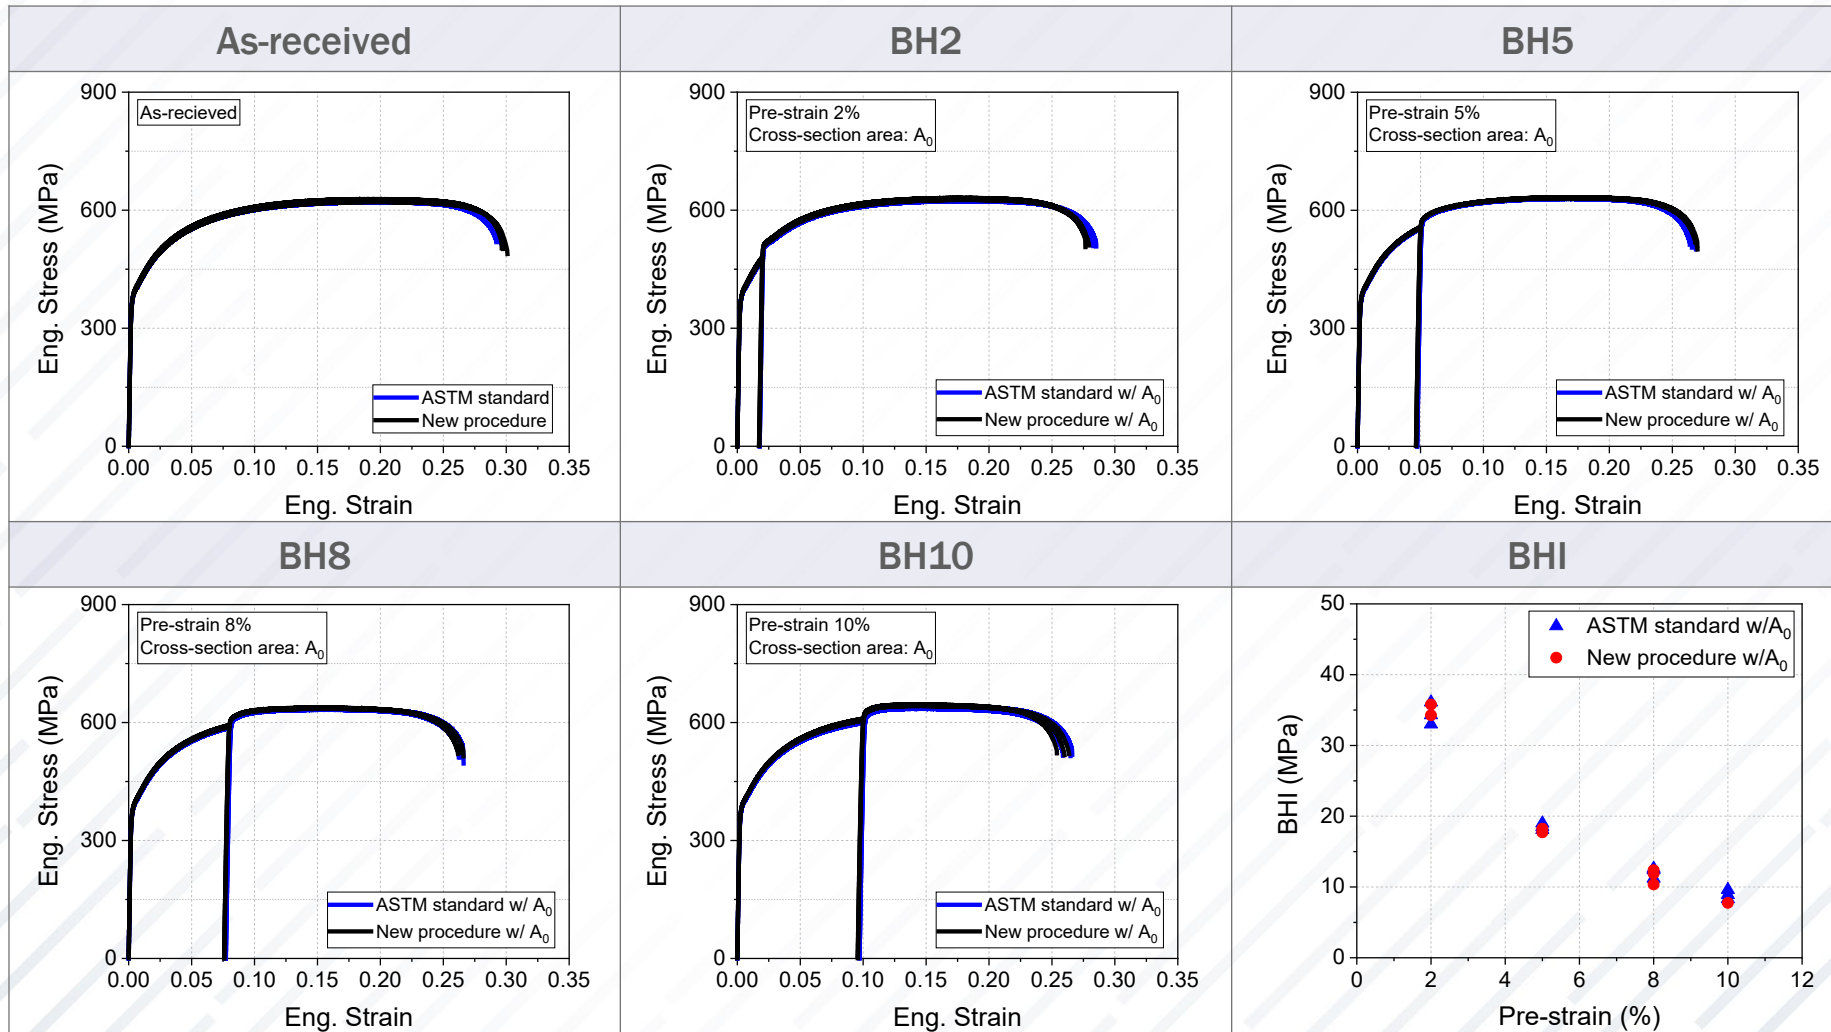 As-received
BH2
BH5
As-recieved
900
600
300
0
Eng. Stress (MPa)
ASTM standard
New procedure
0.00 0.05 0.10 0.15 0.20 0.25 0.30 0.35
Eng. Strain
Pre-strain 2%
Cross-section area: A0
900
600
300
0
Eng. Stress (MPa)
ASTM standard w/ A0
New procedure w/ A0
0.00 0.05 0.10 0.15 0.20 0.25 0.30 0.35
Eng. Strain
Pre-strain 5%
Cross-section area: A0
900
600
300
0
Eng. Stress (MPa)
ASTM standard w/ A0
New procedure w/ A0
0.00 0.05 0.10 0.15 0.20 0.25 0.30 0.35
Eng. Strain
BH8
BH10
BHI
Pre-strain 8%
Cross-section area: A0
900
600
300
0
Eng. Stress (MPa)
ASTM standard w/ A0
New procedure w/ A0
0.00 0.05 0.10 0.15 0.20 0.25 0.30 0.35
Eng. Strain
Pre-strain 10%
Cross-section area: A0
900
600
300
0
Eng. Stress (MPa)
ASTM standard w/ A0
New procedure w/ A0
0.00 0.05 0.10 0.15 0.20 0.25 0.30 0.35
Eng. Strain
ASTM standard w/A0
New procedure w/A0
50
40
30
20
10
0
BHI (MPa)
0 2 4 6 8 10 12
Pre-strain (%)